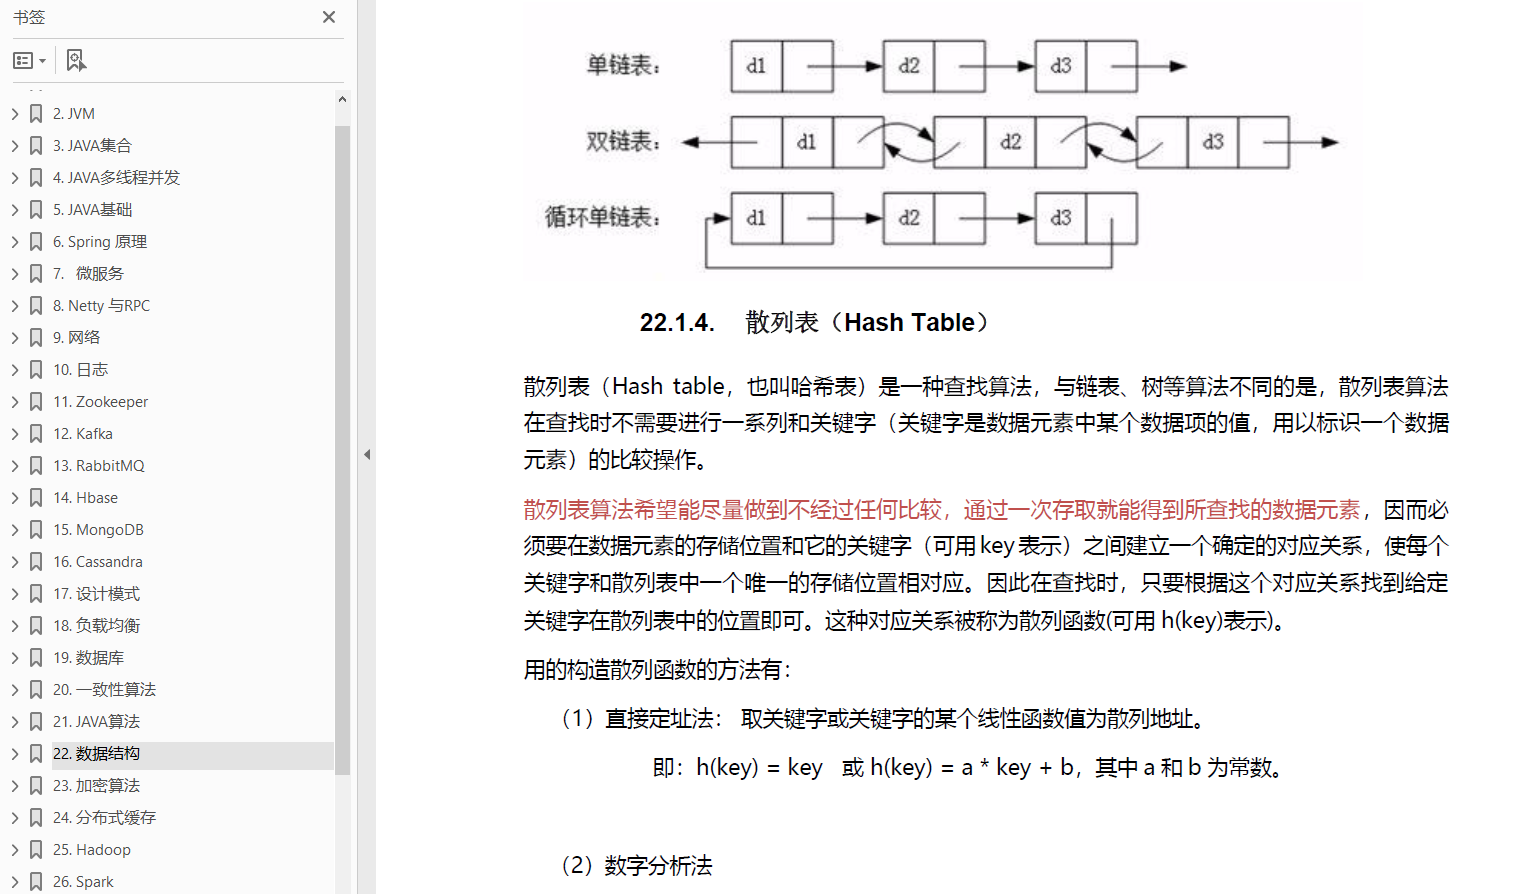 书签
2. JVM
3. JAVA集合
4. JAVA多线程并发
5. JAVA基础
6. Spring 原理
7. 微服务
8. Netty 与RPC
9. 网络
10. 日志
11. Zookeeper
12. Kafka
13. RabbitMQ
14. Hbase
15. MongoDB
16. Cassandra
17. 设计模式
18. 负载均衡
19. 数据库
20. 一致性算法
21. JAVA算法
22. 数据结构
23. 加密算法
24. 分布式缓存
25. Hadoop
26. Spark
单链表： d1 d2 d3
双链表： d1 d2 d3
循环单链表： d1 d2 d3
22.1.4. 散列表（Hash Table）
散列表（Hash table，也叫哈希表）是一种查找算法，与链表、树等算法不同的是，散列表算法
在查找时不需要进行一系列和关键字（关键字是数据元素中某个数据项的值，用以标识一个数据
元素）的比较操作。
散列表算法希望能尽量做到不经过任何比较，通过一次存取就能得到所查找的数据元素，因而必
须要在数据元素的存储位置和它的关键字（可用 key 表示）之间建立一个确定的对应关系，使每个
关键字和散列表中一个唯一的存储位置相对应。因此在查找时，只要根据这个对应关系找到给定
关键字在散列表中的位置即可。这种对应关系被称为散列函数(可用 h(key)表示)。
用的构造散列函数的方法有：
（1）直接定址法： 取关键字或关键字的某个线性函数值为散列地址。
即：h(key) = key 或 h(key) = a * key + b，其中 a 和 b 为常数。
（2）数字分析法